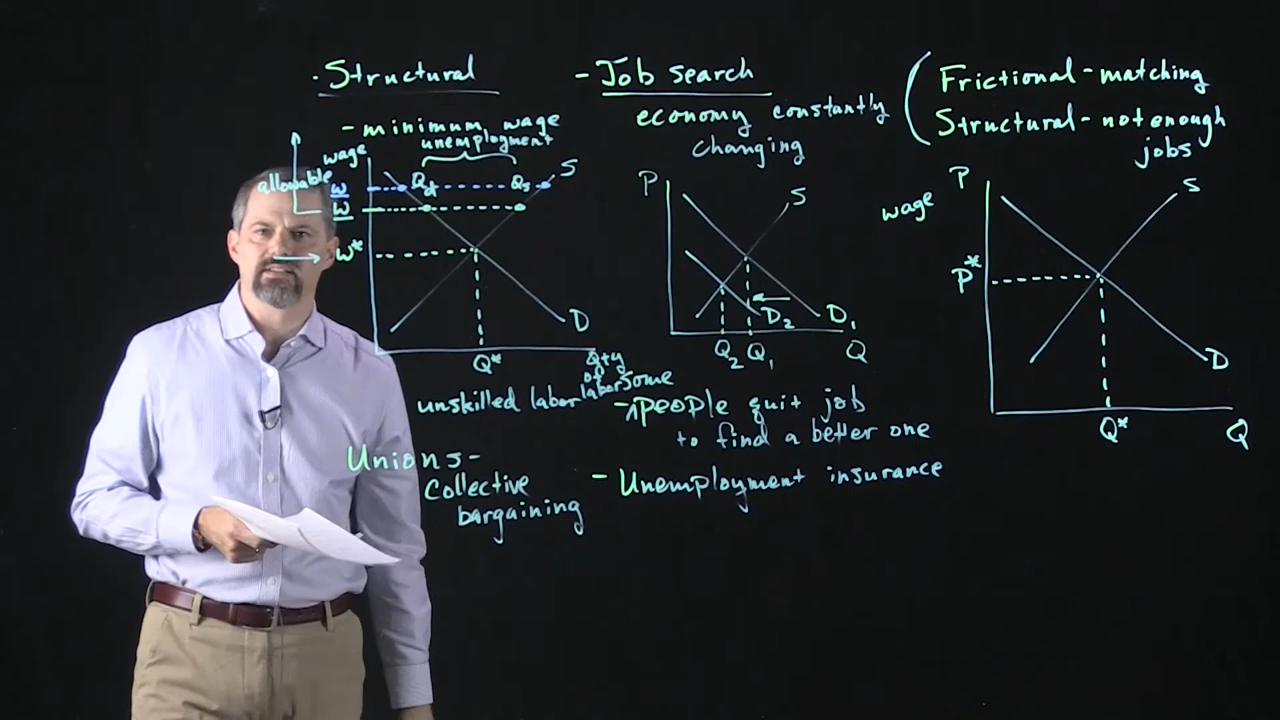 · Structural
- minimum wage
unemployment
wage
allowable
w
w
w*
Qd
Qs
S
D
Q*
Qty
of
labor
unskilled labor
Unions -
Collective
bargaining
- Job search
economy constantly
changing
P
S
D2
D1
Q2
Q1
Q
Some
- people quit job
to find a better one
- Unemployment insurance
( Frictional - matching
Structural - not enough
jobs
wage
P
S
P*
D
Q*
Q